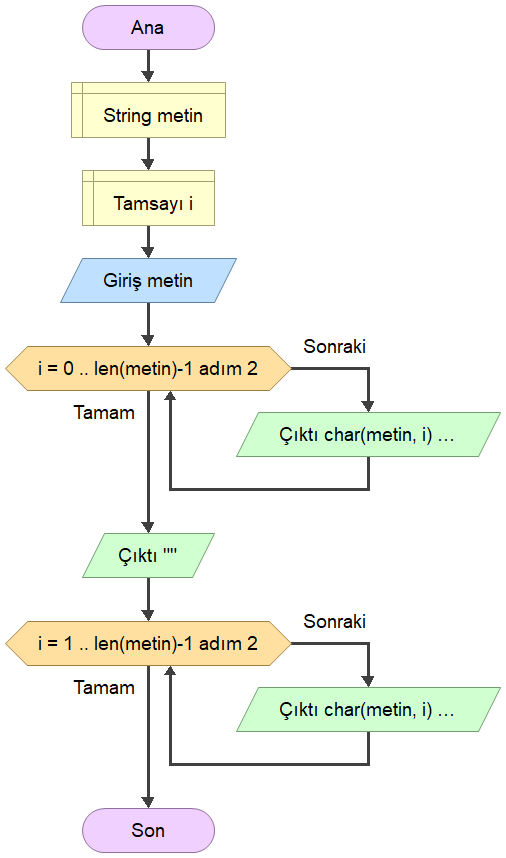 Ana
String metin
Tamsayı i
Giriş metin
i = 0 .. len(metin)-1 adım 2
Sonraki
Tamam
Çıktı char(metin, i) ...
Çıktı ""
i = 1 .. len(metin)-1 adım 2
Sonraki
Tamam
Çıktı char(metin, i) ...
Son